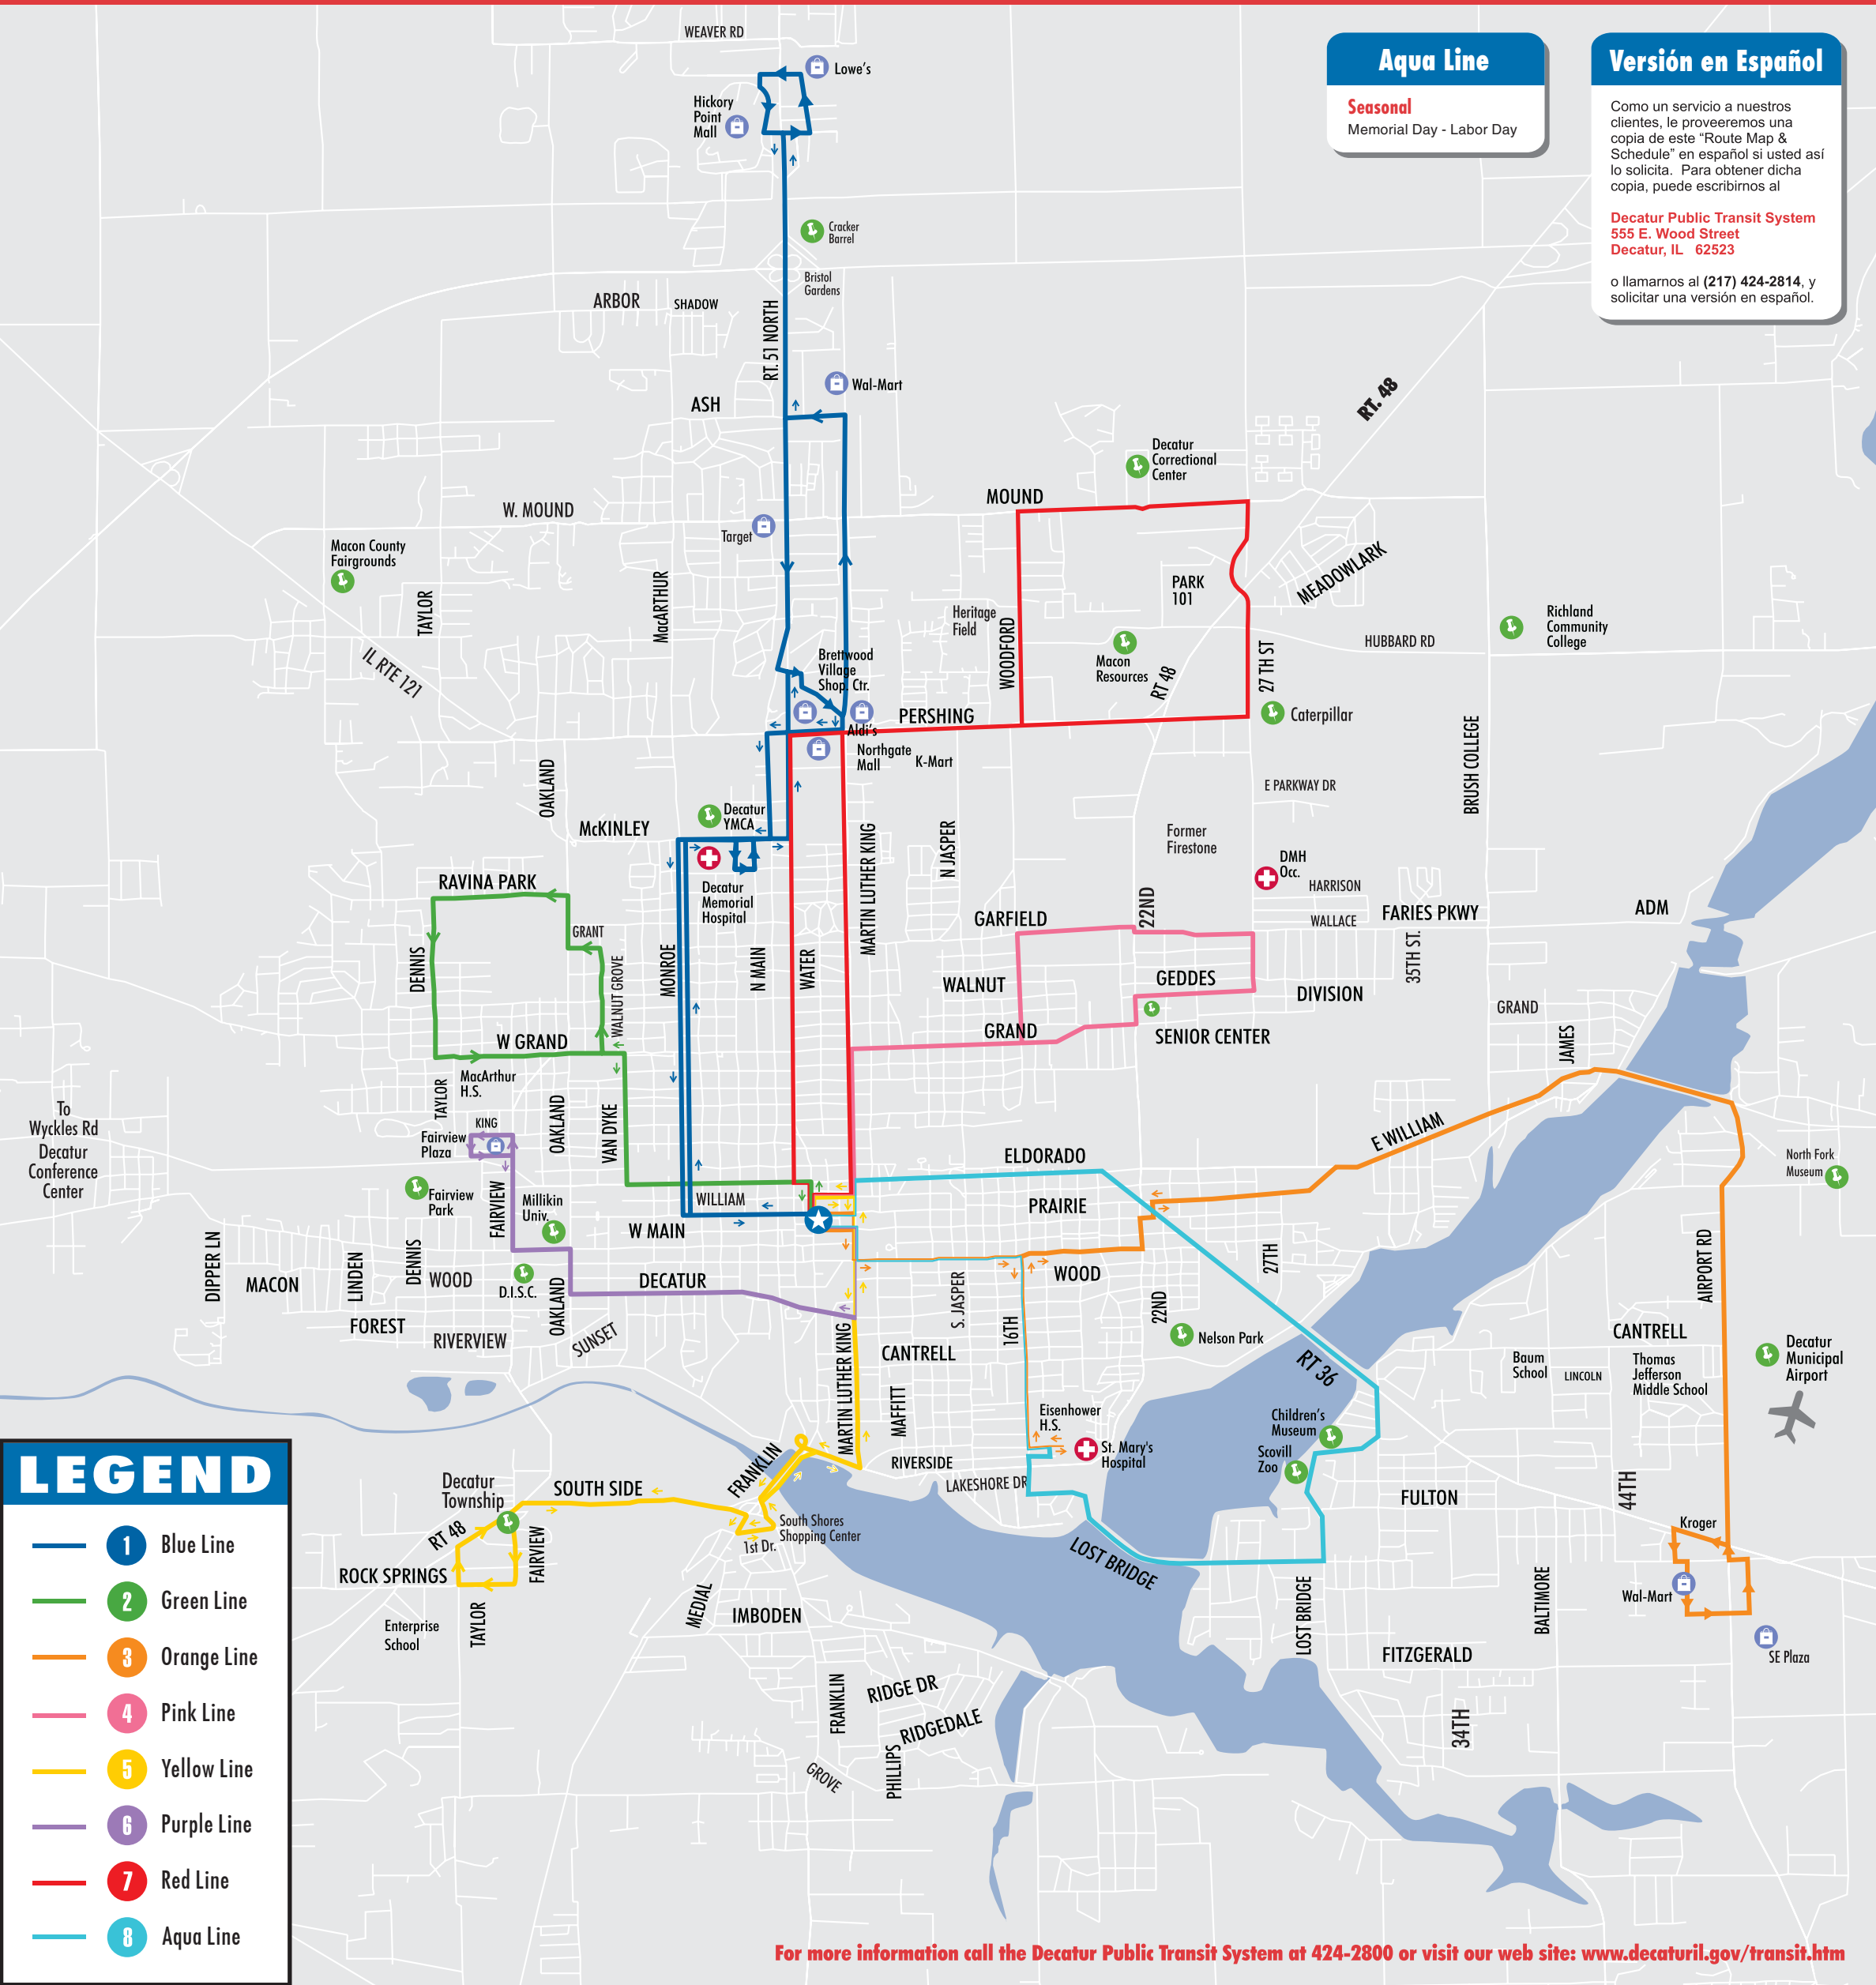 WEAVER RD
Lowe's
Hickory
Point
Mall
Aqua Line
Seasonal
Memorial Day - Labor Day
Versión en Español
Como un servicio a nuestros
clientes, le proveeremos una
copia de este “Route Map &
Schedule” en español si usted así
lo solicita.  Para obtener dicha
copia, puede escribirnos al
Decatur Public Transit System
555 E. Wood Street
Decatur, IL   62523
o llamarnos al (217) 424-2814, y
solicitar una versión en español.
Cracker
Barrel
Bristol
Gardens
ARBOR
SHADOW
RT. 51 NORTH
Wal-Mart
ASH
RT. 48
Decatur
Correctional
Center
MOUND
W. MOUND
Target
Macon County
Fairgrounds
TAYLOR
MacARTHUR
IL RTE 121
Heritage
Field
WOODFORD
PARK
101
MEADOWLARK
Macon
Resources
RT 48
27 TH ST
HUBBARD RD
Richland
Community
College
Brettwood
Village
Shop. Ctr.
Aldi's
PERSHING
Caterpillar
Northgate
Mall
K-Mart
BRUSH COLLEGE
E PARKWAY DR
OAKLAND
McKINLEY
Decatur
YMCA
MARTIN LUTHER KING
N JASPER
Former
Firestone
DMH
Occ.
HARRISON
RAVINA PARK
Decatur
Memorial
Hospital
GARFIELD
22ND
WALLACE
FARIES PKWY
ADM
GRANT
DENNIS
WALNUT GROVE
MONROE
N MAIN
WATER
WALNUT
GEDDES
DIVISION
35TH ST.
GRAND
W GRAND
GRAND
SENIOR CENTER
JAMES
MacArthur
H.S.
TAYLOR
To
Wyckles Rd
Decatur
Conference
Center
KING
Fairview
Plaza
OAKLAND
VAN DYKE
E WILLIAM
ELDORADO
North Fork
Museum
Fairview
Park
FAIRVIEW
Millikin
Univ.
WILLIAM
PRAIRIE
W MAIN
DIPPER LN
MACON
LINDEN
DENNIS
WOOD
D.I.S.C.
OAKLAND
DECATUR
S. JASPER
WOOD
27TH
AIRPORT RD
FOREST
RIVERVIEW
SUNSET
MARTIN LUTHER KING
CANTRELL
16TH
22ND
Nelson Park
RT 36
CANTRELL
Baum
School
LINCOLN
Thomas
Jefferson
Middle School
Decatur
Municipal
Airport
MAFFITT
Eisenhower
H.S.
St. Mary's
Hospital
Children's
Museum
Scovill
Zoo
RIVERSIDE
LAKESHORE DR
FRANKLIN
Decatur
Township
SOUTH SIDE
South Shores
Shopping Center
1st Dr.
RT 48
FAIRVIEW
ROCK SPRINGS
TAYLOR
Enterprise
School
LOST BRIDGE
FULTON
44TH
Kroger
Wal-Mart
SE Plaza
BALTIMORE
LOST BRIDGE
FITZGERALD
MEDIAL
IMBODEN
FRANKLIN
RIDGE DR
RIDGEDALE
PHILLIPS
GROVE
34TH
LEGEND
1 Blue Line
2 Green Line
3 Orange Line
4 Pink Line
5 Yellow Line
6 Purple Line
7 Red Line
8 Aqua Line
For more information call the Decatur Public Transit System at 424-2800 or visit our web site: www.decaturil.gov/transit.htm